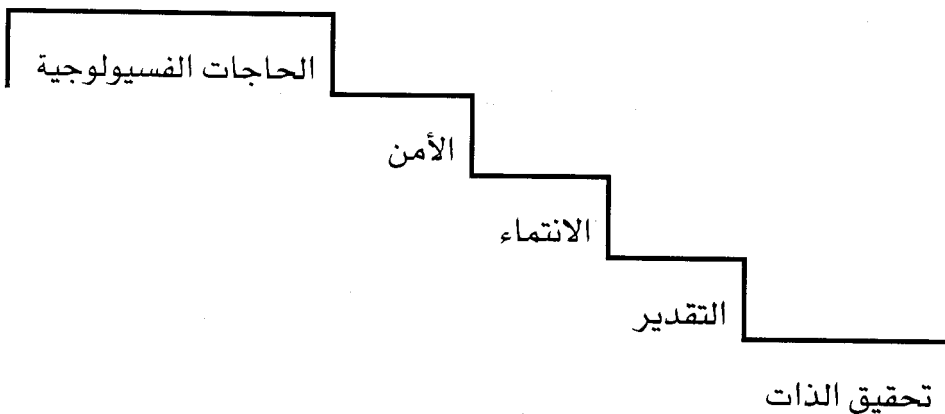 الحاجات الفسيولوجية
الأمن
الانتماء
التقدير
تحقيق الذات